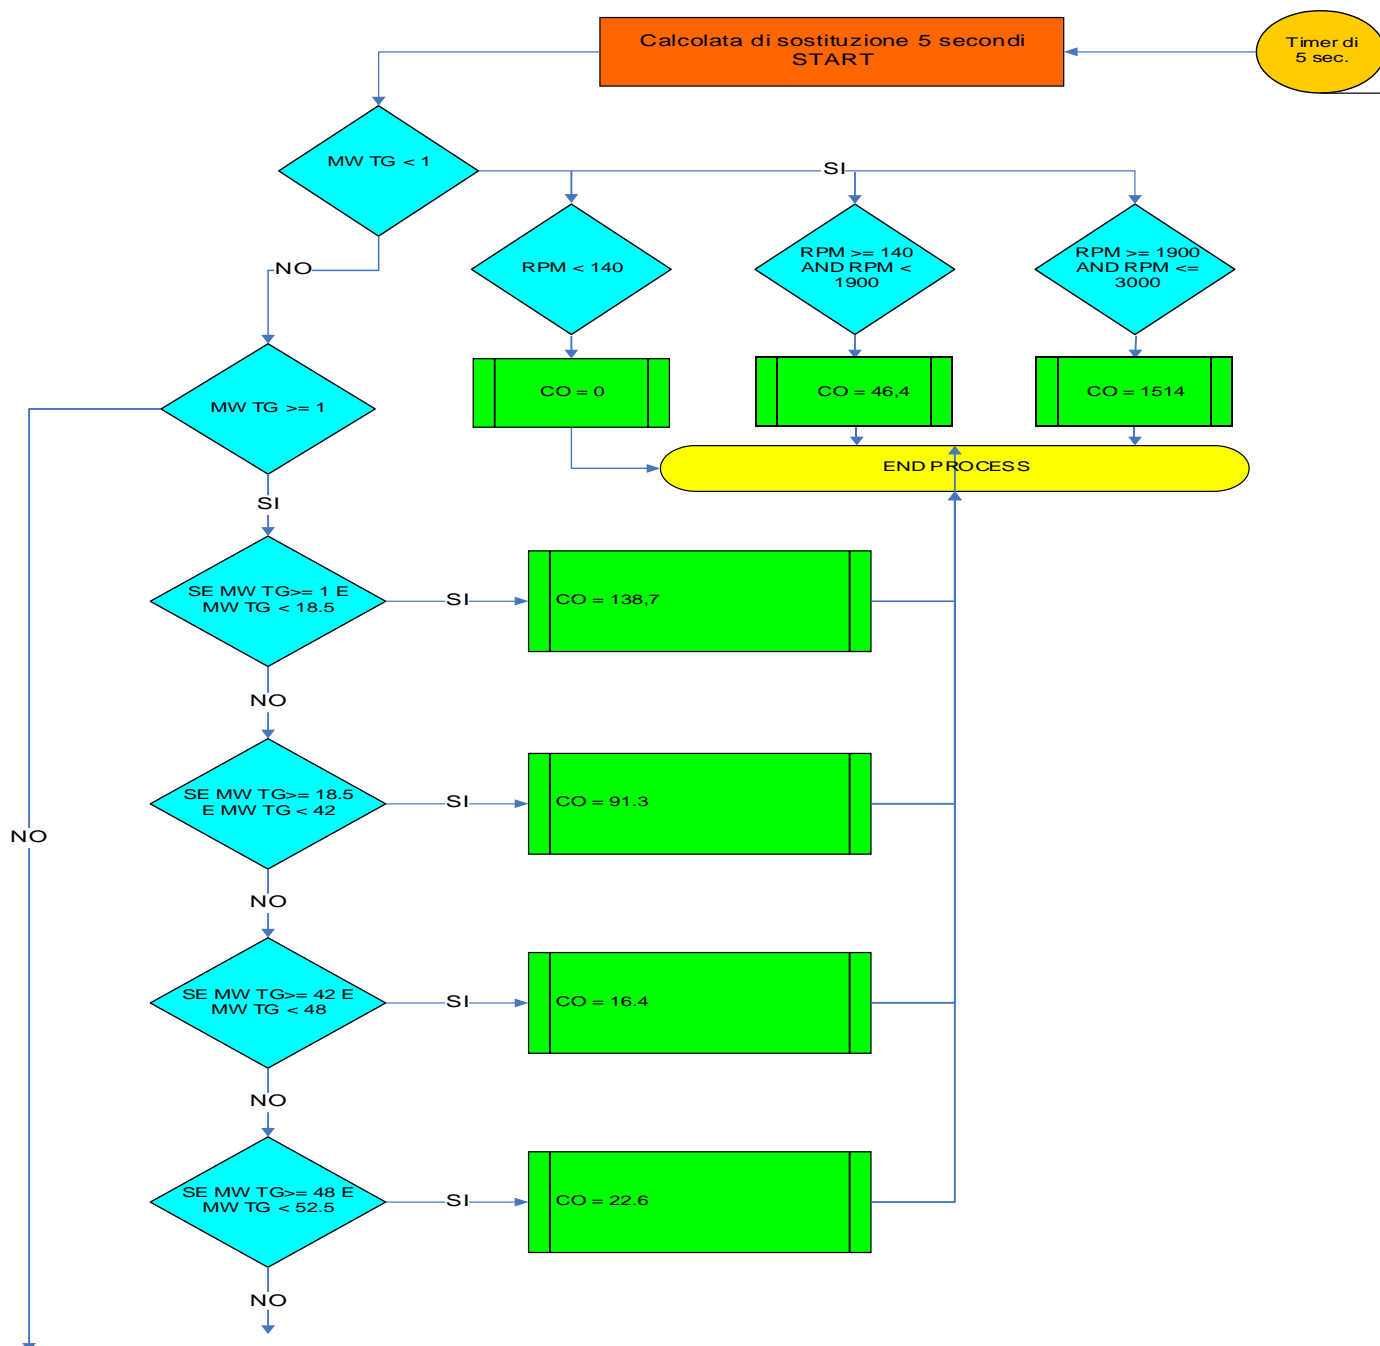 Calcolata di sostituzione 5 secondi
START
Timer di
5 sec.
MW TG < 1
SI
RPM < 140
RPM >= 140
AND RPM <
1900
RPM >= 1900
AND RPM <=
3000
NO
CO = 0
CO = 46,4
CO = 1514
MW TG >= 1
END PROCESS
SI
SE MW TG>= 1 E
MW TG < 18.5
SI
CO = 138,7
NO
SE MW TG>= 18.5
E MW TG < 42
SI
CO = 91.3
NO
NO
SE MW TG>= 42 E
MW TG < 48
SI
CO = 16.4
NO
SE MW TG>= 48 E
MW TG < 52.5
SI
CO = 22.6
NO